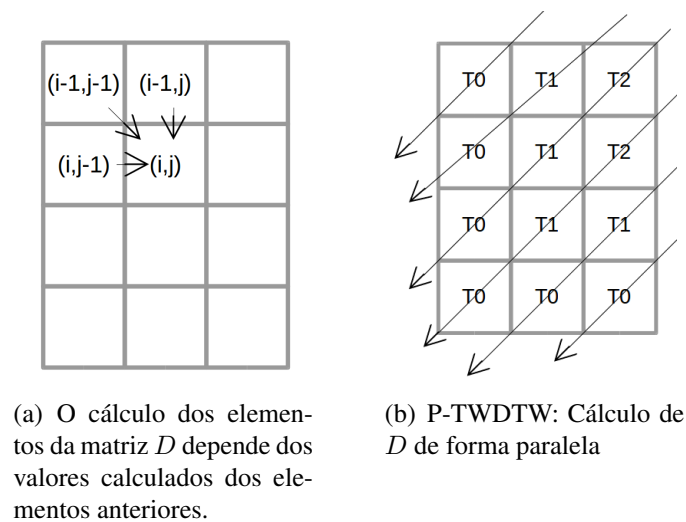 (i-1,j-1) (i-1,j)
(i,j-1) (i,j)
(a) O cálculo dos elemen-
tos da matriz D depende dos
valores calculados dos ele-
mentos anteriores.
T0 T1 T2
T0 T1 T2
T0 T1 T1
T0 T0 T0
(b) P-TWDTW: Cálculo de
D de forma paralela